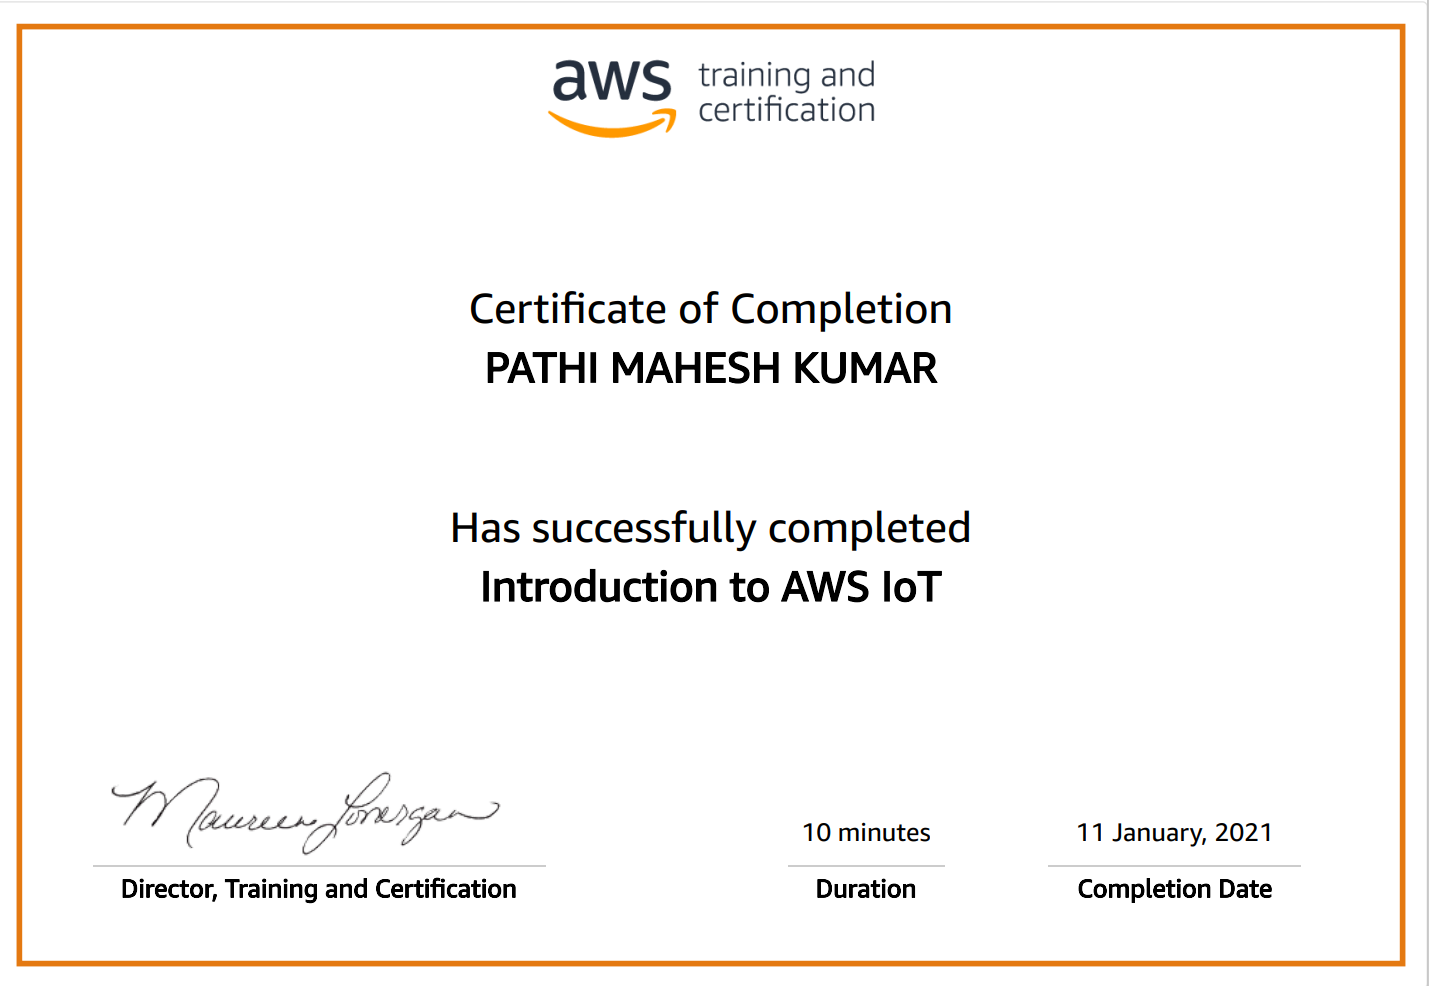 aws training and
certification
Certificate of Completion
PATHI MAHESH KUMAR
Has successfully completed
Introduction to AWS IoT
Maureen Lonergan
Director, Training and Certification
10 minutes
Duration
11 January, 2021
Completion Date